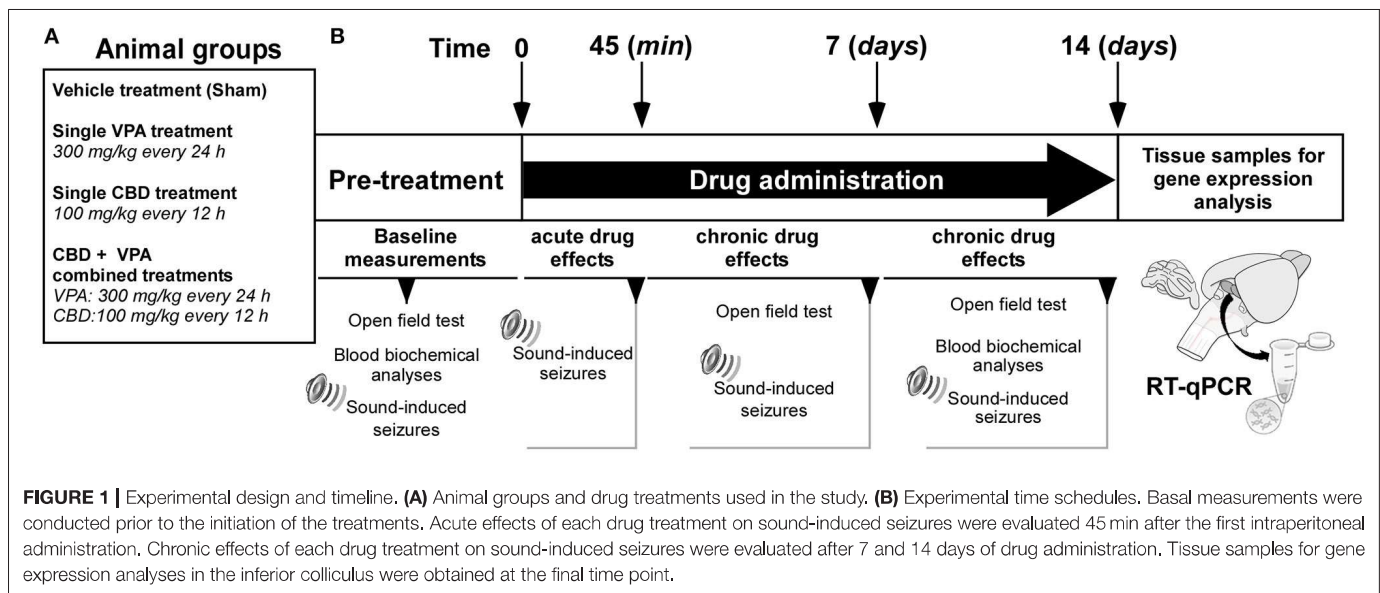 A
Animal groups
Vehicle treatment (Sham)
Single VPA treatment
300 mg/kg every 24 h
Single CBD treatment
100 mg/kg every 12 h
CBD + VPA
combined treatments
VPA: 300 mg/kg every 24 h
CBD:100 mg/kg every 12 h
B
Time 0 45 (min) 7 (days) 14 (days)
Pre-treatment
Drug administration
Tissue samples for
gene expression
analysis
Baseline
measurements
Open field test
Blood biochemical
analyses
Sound-induced
seizures
acute drug
effects
Sound-induced
seizures
chronic drug
effects
Open field test
Sound-induced
seizures
chronic drug
effects
Open field test
Blood biochemical
analyses
Sound-induced
seizures
RT-qPCR
FIGURE 1 | Experimental design and timeline. (A) Animal groups and drug treatments used in the study. (B) Experimental time schedules. Basal measurements were
conducted prior to the initiation of the treatments. Acute effects of each drug treatment on sound-induced seizures were evaluated 45 min after the first intraperitoneal
administration. Chronic effects of each drug treatment on sound-induced seizures were evaluated after 7 and 14 days of drug administration. Tissue samples for gene
expression analyses in the inferior colliculus were obtained at the final time point.